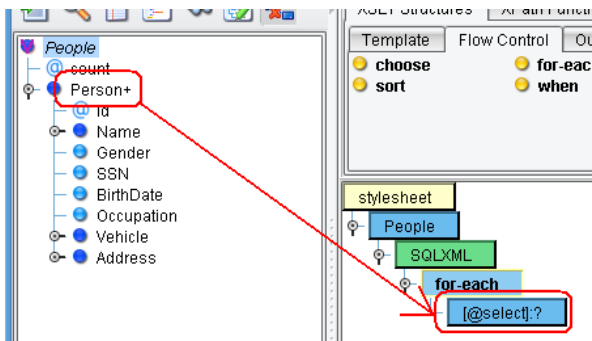 XSLT Structures XPath Functi
People
@ count
Person+
@ id
Name
Gender
SSN
BirthDate
Occupation
Vehicle
Address
Template Flow Control Ou
choose for-eac
sort when
stylesheet
People
SQLXML
for-each
[@select]:?